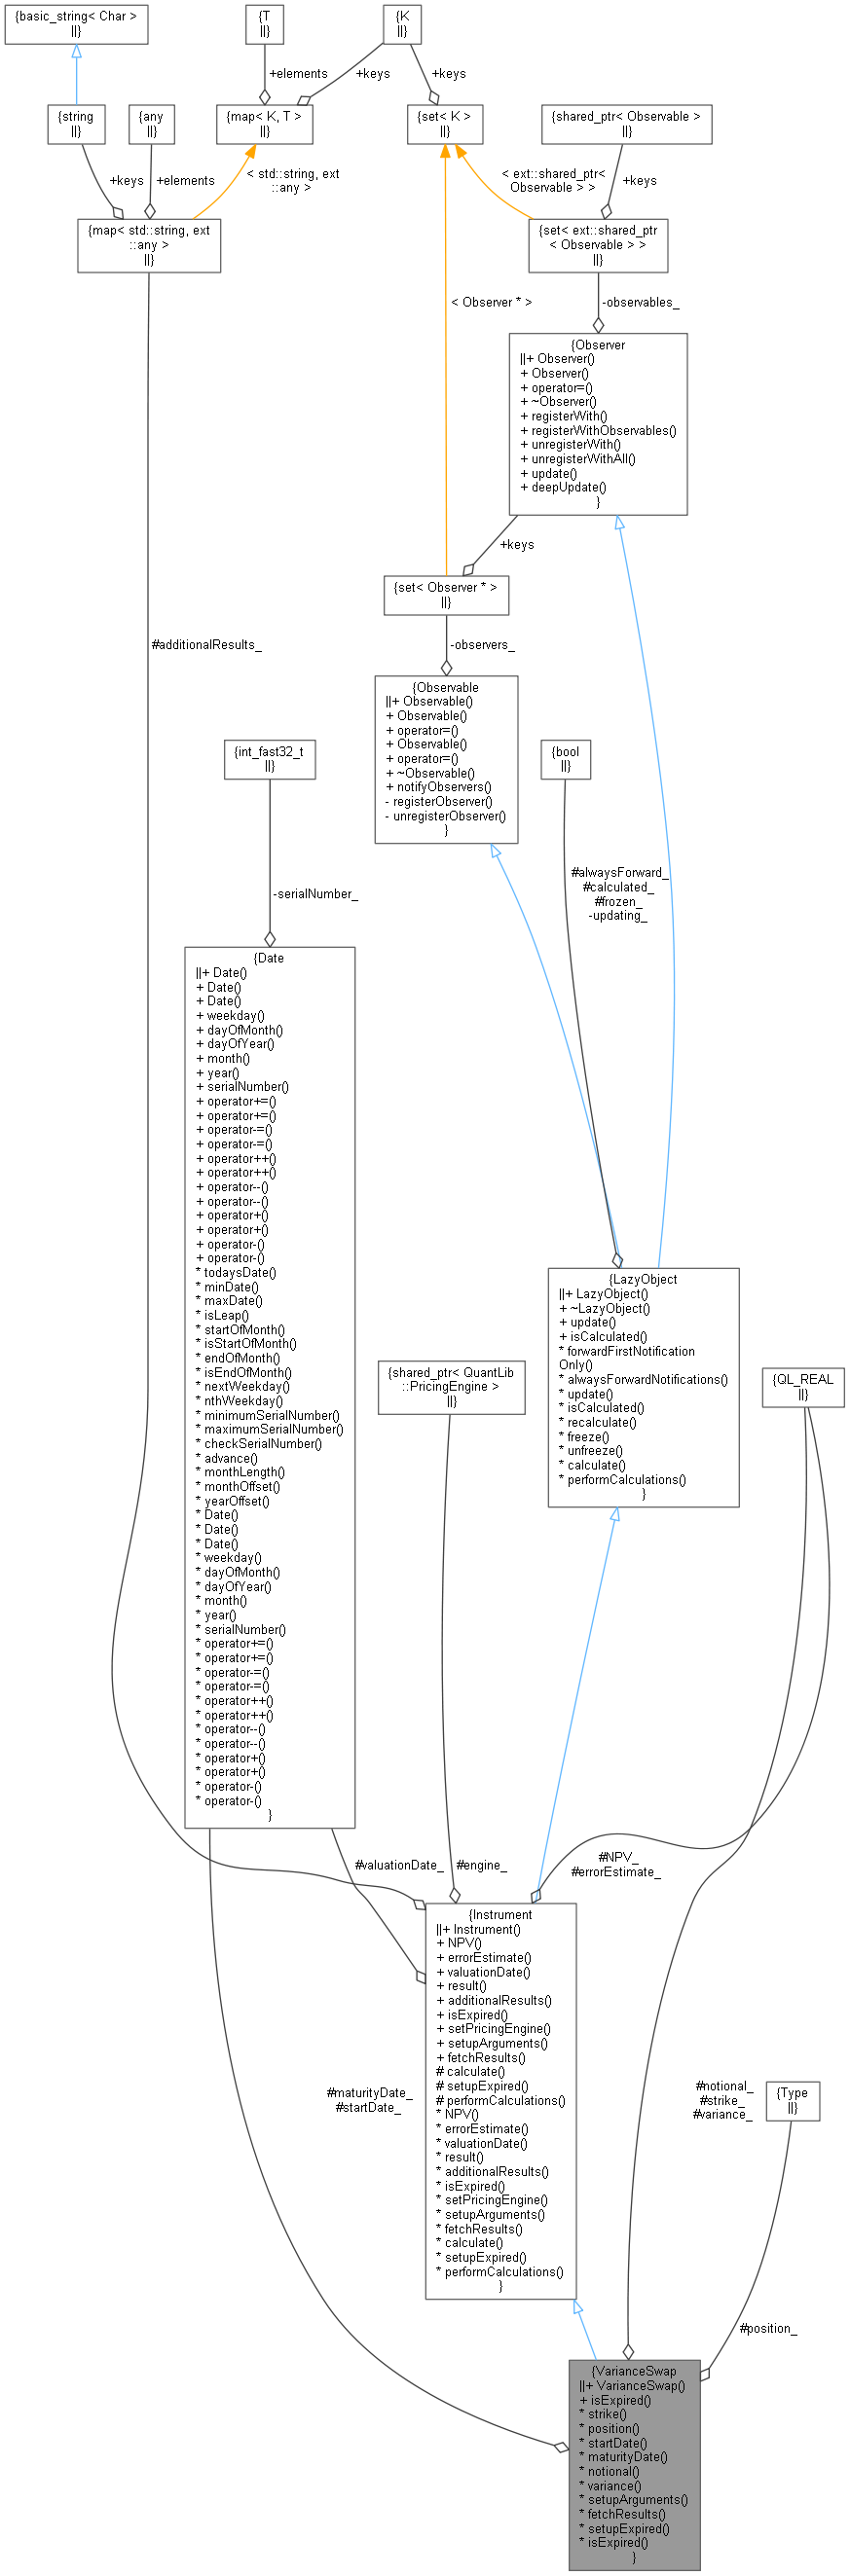 {basic_string< Char >
||}
{T
||}
{K
||}
+elements
+keys
+keys
{string
||}
{any
||}
{map< K, T >
||}
{set< K >
||}
{shared_ptr< Observable >
||}
+keys
+elements
< std::string, ext
::any >
< ext::shared_ptr<
Observable > >
+keys
{map< std::string, ext
::any >
||}
{set< ext::shared_ptr
< Observable > >
||}
< Observer * >
-observables_
{Observer
||+ Observer()
+ Observer()
+ operator=()
+ ~Observer()
+ registerWith()
+ registerWithObservables()
+ unregisterWith()
+ unregisterWithAll()
+ update()
+ deepUpdate()
}
+keys
{set< Observer * >
||}
#additionalResults_
-observers_
{Observable
||+ Observable()
+ Observable()
+ operator=()
+ Observable()
+ operator=()
+ ~Observable()
+ notifyObservers()
- registerObserver()
- unregisterObserver()
}
{int_fast32_t
||}
{bool
||}
-serialNumber_
#alwaysForward_
#calculated_
#frozen_
-updating_
{Date
||+ Date()
+ Date()
+ Date()
+ weekday()
+ dayOfMonth()
+ dayOfYear()
+ month()
+ year()
+ serialNumber()
+ operator+=()
+ operator+=()
+ operator-=()
+ operator-=()
+ operator++()
+ operator++()
+ operator--()
+ operator--()
+ operator+()
+ operator+()
+ operator-()
+ operator-()
* todaysDate()
* minDate()
* maxDate()
* isLeap()
* startOfMonth()
* isStartOfMonth()
* endOfMonth()
* isEndOfMonth()
* nextWeekday()
* nthWeekday()
* minimumSerialNumber()
* maximumSerialNumber()
* checkSerialNumber()
* advance()
* monthLength()
* monthOffset()
* yearOffset()
* Date()
* Date()
* Date()
* weekday()
* dayOfMonth()
* dayOfYear()
* month()
* year()
* serialNumber()
* operator+=()
* operator+=()
* operator-=()
* operator-=()
* operator++()
* operator++()
* operator--()
* operator--()
* operator+()
* operator+()
* operator-()
* operator-()
}
{LazyObject
||+ LazyObject()
+ ~LazyObject()
+ update()
+ isCalculated()
* forwardFirstNotification
Only()
* alwaysForwardNotifications()
* update()
* isCalculated()
* recalculate()
* freeze()
* unfreeze()
* calculate()
* performCalculations()
}
{shared_ptr< QuantLib
::PricingEngine >
||}
{QL_REAL
||}
#valuationDate_
#engine_
#NPV_
#errorEstimate_
{Instrument
||+ Instrument()
+ NPV()
+ errorEstimate()
+ valuationDate()
+ result()
+ additionalResults()
+ isExpired()
+ setPricingEngine()
+ setupArguments()
+ fetchResults()
# calculate()
# setupExpired()
# performCalculations()
* NPV()
* errorEstimate()
* valuationDate()
* result()
* additionalResults()
* isExpired()
* setPricingEngine()
* setupArguments()
* fetchResults()
* calculate()
* setupExpired()
* performCalculations()
}
#maturityDate_
#startDate_
#notional_
#strike_
#variance_
{Type
||}
#position_
{VarianceSwap
||+ VarianceSwap()
+ isExpired()
* strike()
* position()
* startDate()
* maturityDate()
* notional()
* variance()
* setupArguments()
* fetchResults()
* setupExpired()
* isExpired()
}